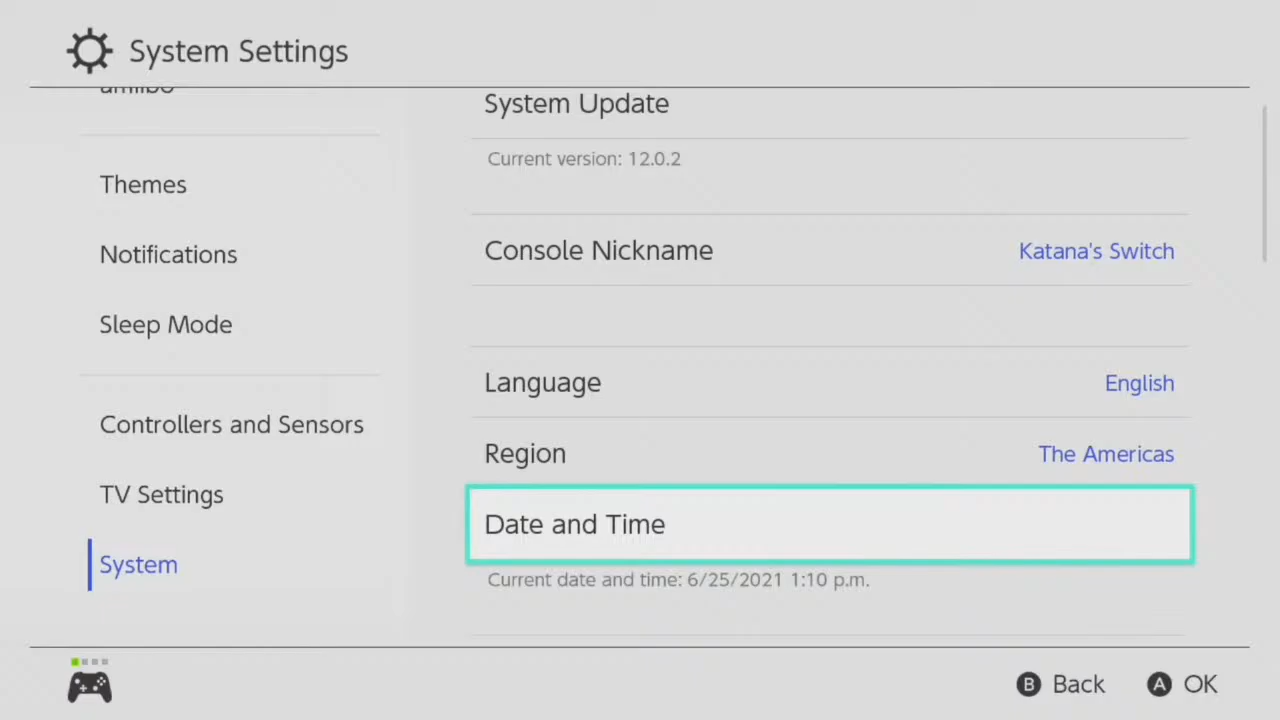 System Settings
amiibo
Themes
Notifications
Sleep Mode
Controllers and Sensors
TV Settings
System
System Update
Current version: 12.0.2
Console Nickname Katana's Switch
Language English
Region The Americas
Date and Time
Current date and time: 6/25/2021 1:10 p.m.
B Back A OK